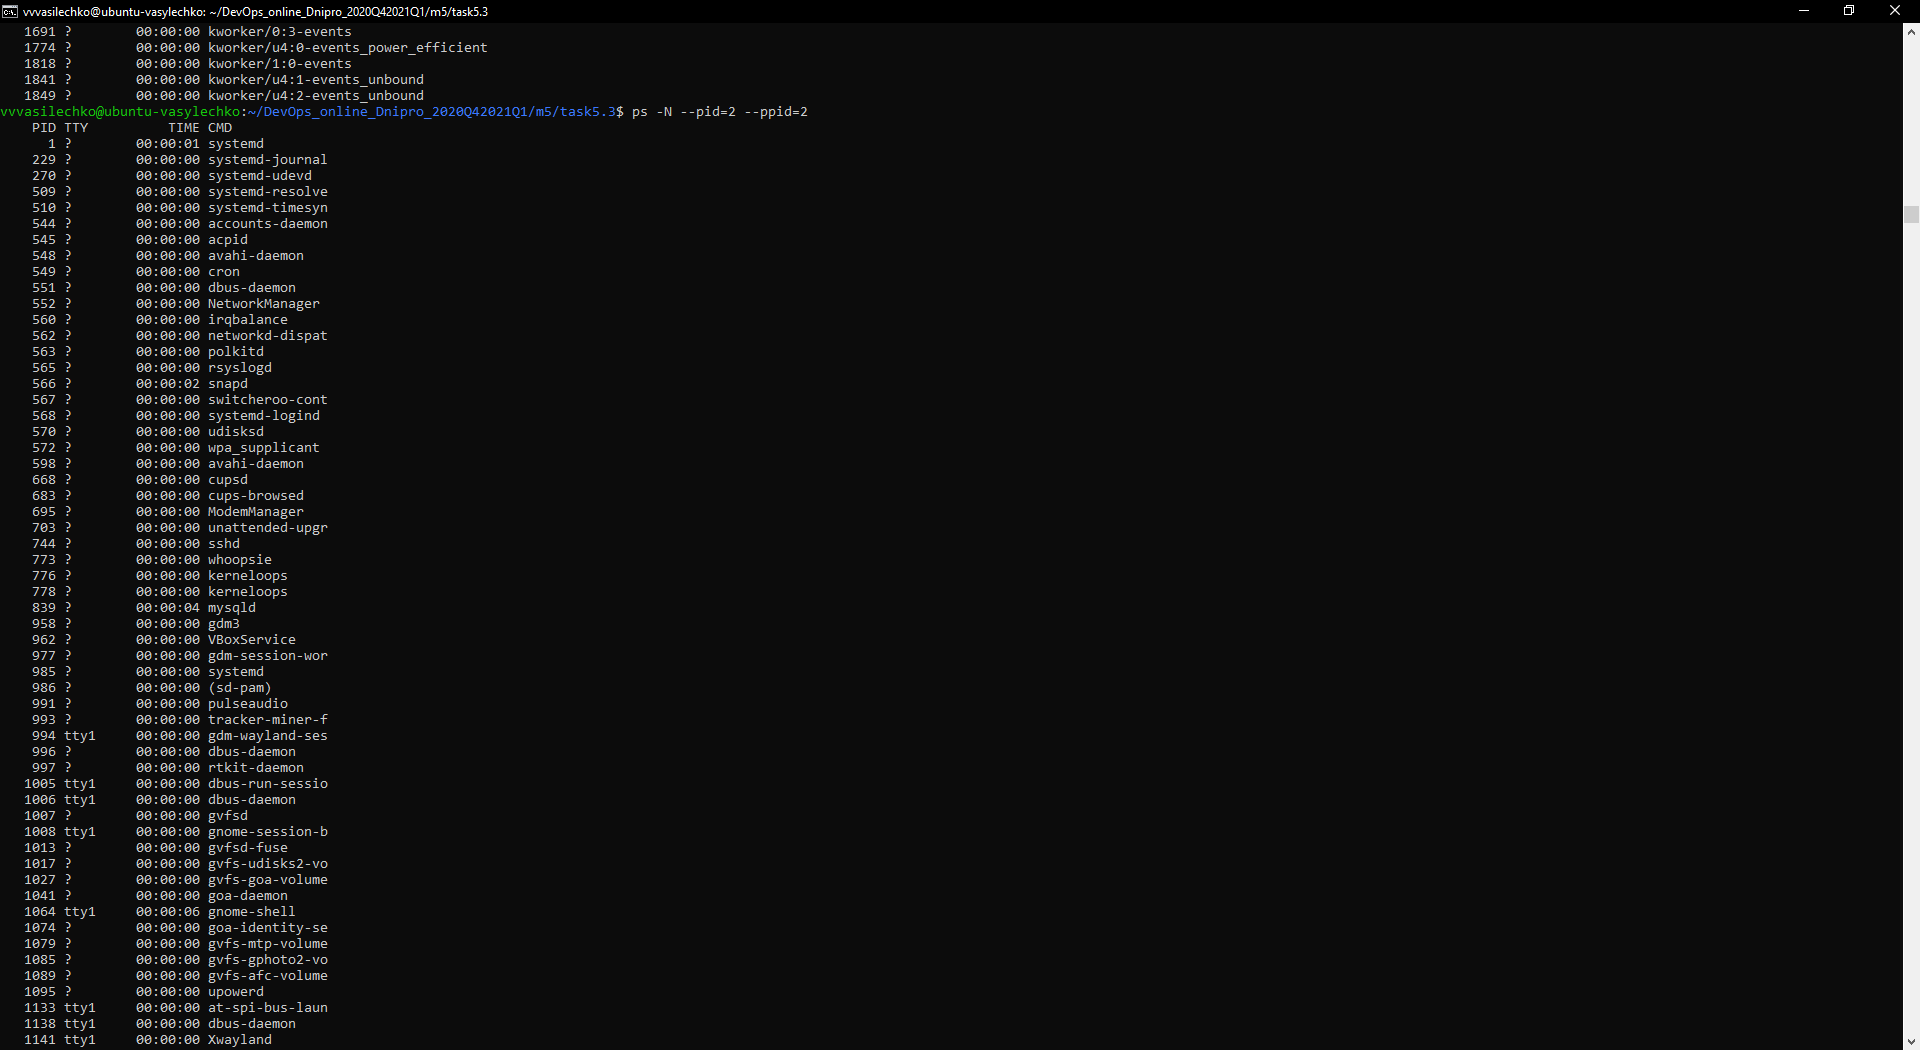 vvvasilechko@ubuntu-vasylechko: ~/DevOps_online_Dnipro_2020Q42021Q1/m5/task5.3
1691 ? 00:00:00 kworker/0:3-events
1774 ? 00:00:00 kworker/u4:0-events_power_efficient
1818 ? 00:00:00 kworker/1:0-events
1841 ? 00:00:00 kworker/u4:1-events_unbound
1849 ? 00:00:00 kworker/u4:2-events_unbound
vvvasilechko@ubuntu-vasylechko:~/DevOps_online_Dnipro_2020Q42021Q1/m5/task5.3$ ps -N --pid=2 --ppid=2
PID TTY TIME CMD
1 ? 00:00:01 systemd
229 ? 00:00:00 systemd-journal
270 ? 00:00:00 systemd-udevd
509 ? 00:00:00 systemd-resolve
510 ? 00:00:00 systemd-timesyn
544 ? 00:00:00 accounts-daemon
545 ? 00:00:00 acpid
548 ? 00:00:00 avahi-daemon
549 ? 00:00:00 cron
551 ? 00:00:00 dbus-daemon
552 ? 00:00:00 NetworkManager
560 ? 00:00:00 irqbalance
562 ? 00:00:00 networkd-dispat
563 ? 00:00:00 polkitd
565 ? 00:00:00 rsyslogd
566 ? 00:00:02 snapd
567 ? 00:00:00 switcheroo-cont
568 ? 00:00:00 systemd-logind
570 ? 00:00:00 udisksd
572 ? 00:00:00 wpa_supplicant
598 ? 00:00:00 avahi-daemon
668 ? 00:00:00 cupsd
683 ? 00:00:00 cups-browsed
695 ? 00:00:00 ModemManager
703 ? 00:00:00 unattended-upgr
744 ? 00:00:00 sshd
773 ? 00:00:00 whoopsie
776 ? 00:00:00 kerneloops
778 ? 00:00:00 kerneloops
839 ? 00:00:04 mysqld
958 ? 00:00:00 gdm3
962 ? 00:00:00 VBoxService
977 ? 00:00:00 gdm-session-wor
985 ? 00:00:00 systemd
986 ? 00:00:00 (sd-pam)
991 ? 00:00:00 pulseaudio
993 ? 00:00:00 tracker-miner-f
994 tty1 00:00:00 gdm-wayland-ses
996 ? 00:00:00 dbus-daemon
997 ? 00:00:00 rtkit-daemon
1005 tty1 00:00:00 dbus-run-sessio
1006 tty1 00:00:00 dbus-daemon
1007 ? 00:00:00 gvfsd
1008 tty1 00:00:00 gnome-session-b
1013 ? 00:00:00 gvfsd-fuse
1017 ? 00:00:00 gvfs-udisks2-vo
1027 ? 00:00:00 gvfs-goa-volume
1041 ? 00:00:00 goa-daemon
1064 tty1 00:00:06 gnome-shell
1074 ? 00:00:00 goa-identity-se
1079 ? 00:00:00 gvfs-mtp-volume
1085 ? 00:00:00 gvfs-gphoto2-vo
1089 ? 00:00:00 gvfs-afc-volume
1095 ? 00:00:00 upowerd
1133 tty1 00:00:00 at-spi-bus-laun
1138 tty1 00:00:00 dbus-daemon
1141 tty1 00:00:00 Xwayland